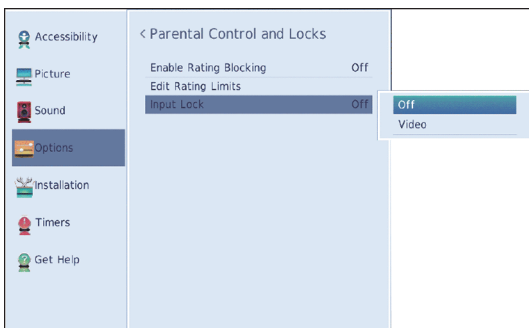 Accessibility
Picture
Sound
Options
Installation
Timers
Get Help
< Parental Control and Locks
Enable Rating Blocking Off
Edit Rating Limits
Input Lock Off
Off
Video